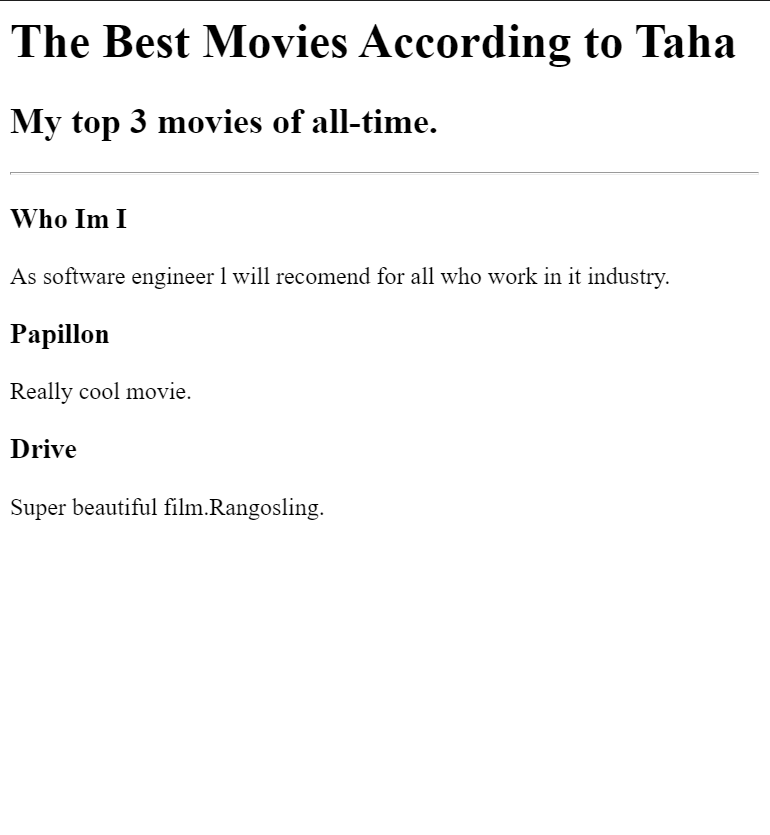 The Best Movies According to Taha
My top 3 movies of all-time.
Who Im I
As software engineer l will recomend for all who work in it industry.
Papillon
Really cool movie.
Drive
Super beautiful film.Rangosling.